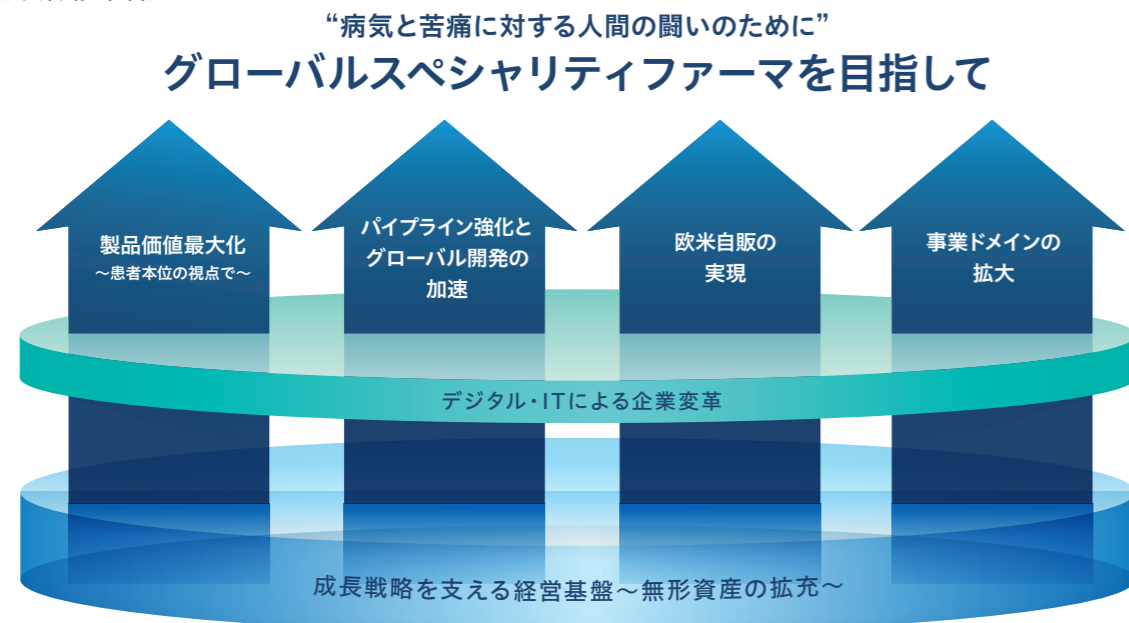 “病気と苦痛に対する人間の闘いのために”
グローバルスペシャリティファーマを目指して
製品価値最大化
～患者本位の視点で～
パイプライン強化と
グローバル開発の
加速
欧米自販の
実現
事業ドメインの
拡大
デジタル・ITによる企業変革
成長戦略を支える経営基盤～無形資産の拡充～